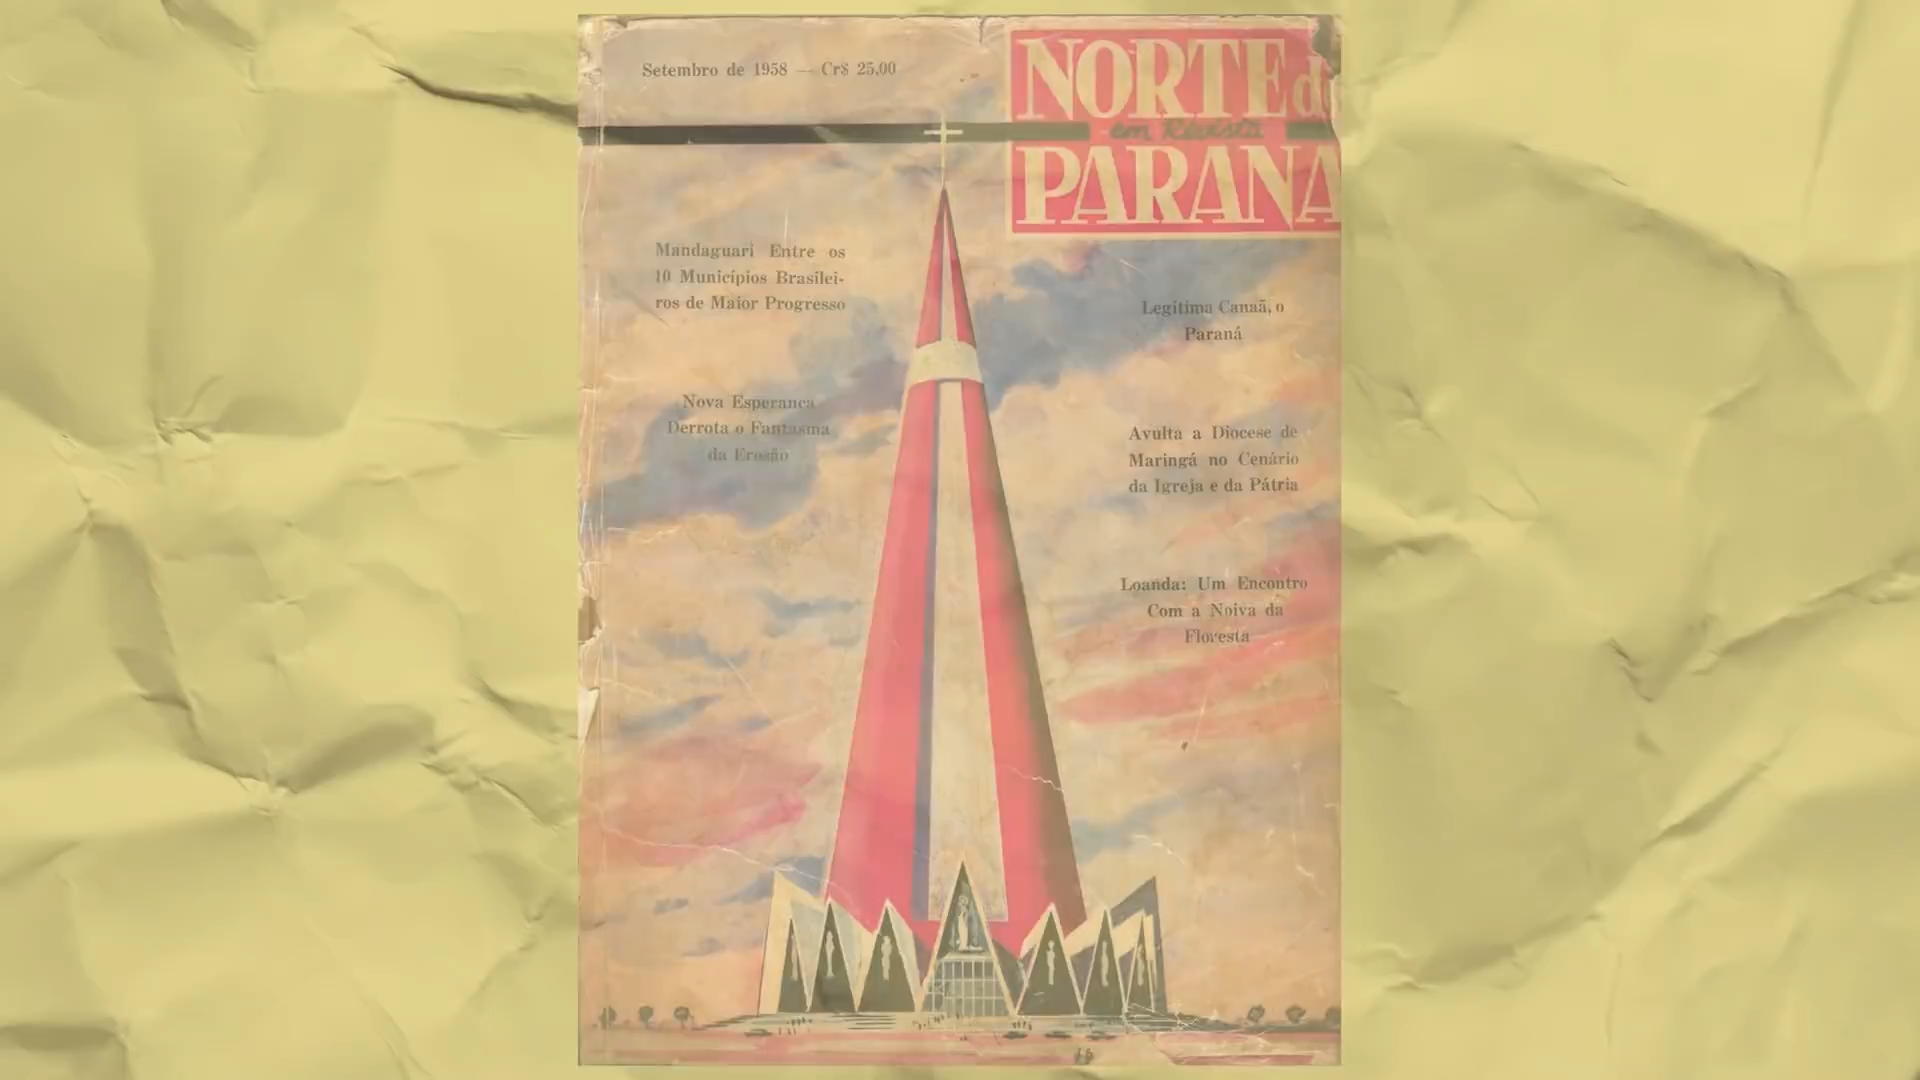 Setembro de 1958 — Cr$ 25,00
NORTE do
em Revista
PARANA
Mandaguari Entre os
10 Municípios Brasilei-
ros de Maior Progresso
Legítima Canaã, o
Paraná
Nova Esperança
Derrota o Fantasma
da Erosão
Avulta a Diocese de
Maringá no Cenário
da Igreja e da Pátria
Loanda: Um Encontro
Com a Noiva da
Floresta